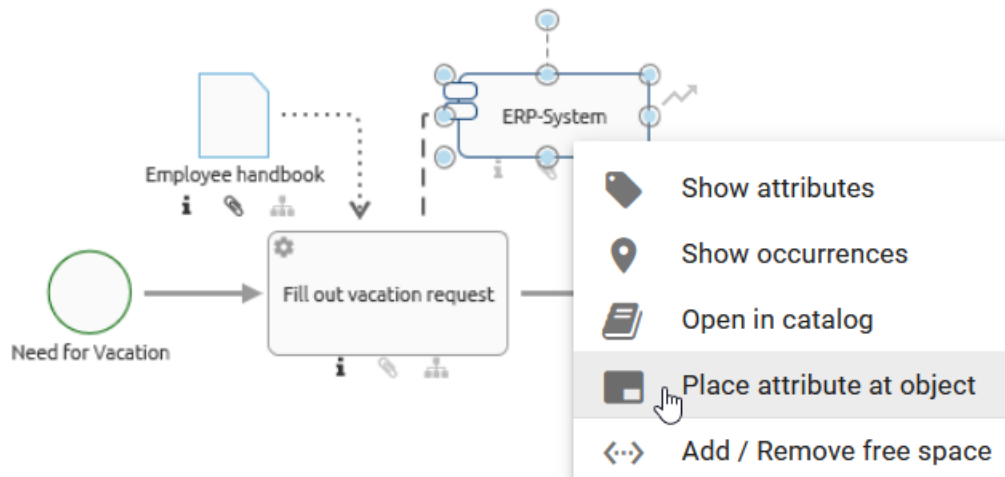 ERP-System
Employee handbook
Show attributes
Show occurrences
Fill out vacation request
Open in catalog
Need for Vacation
Place attribute at object
Add / Remove free space